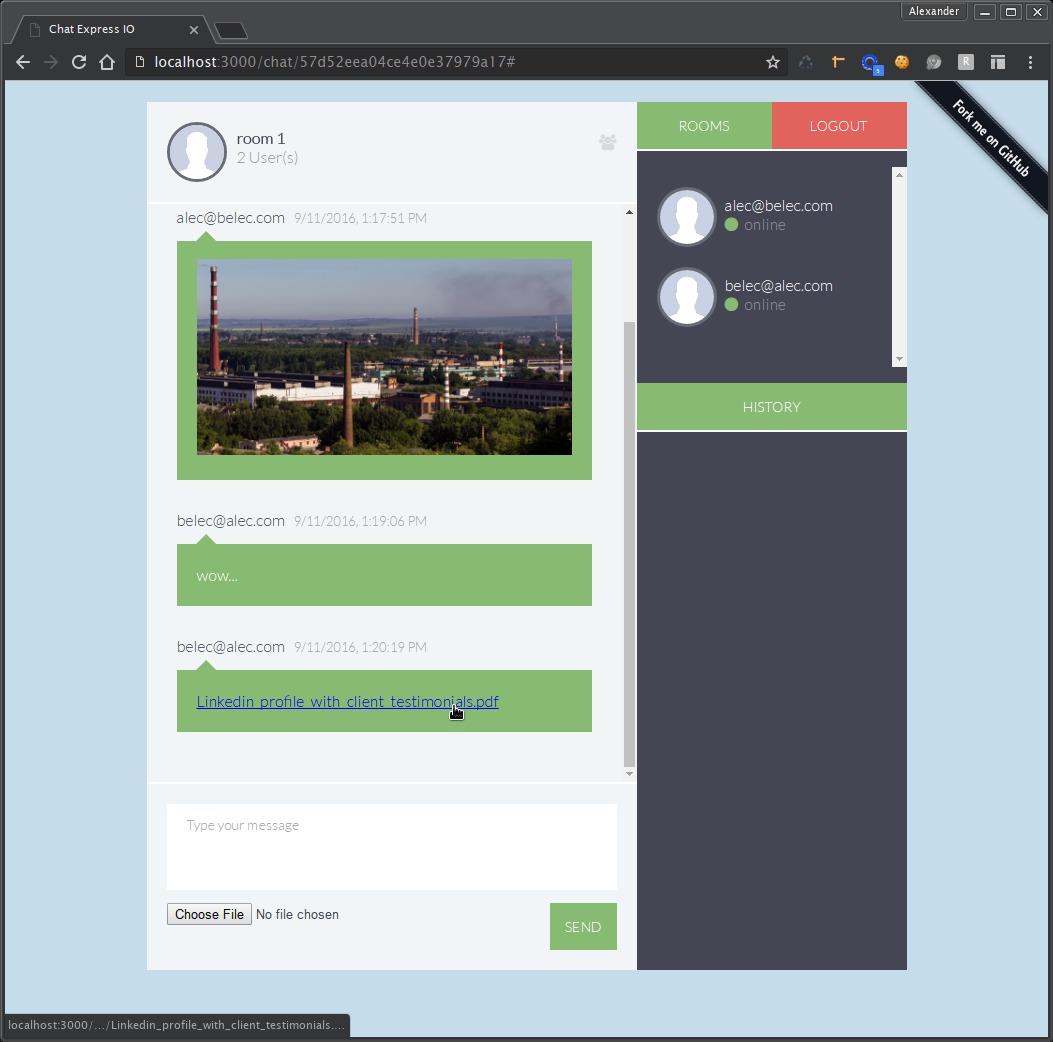 Alexander
Chat Express IO
localhost:3000/chat/57d52eea04ce4e0e37979a17#
5
R
Fork me on GitHub
room 1
2 User(s)
ROOMS
LOGOUT
alec@belec.com 9/11/2016, 1:17:51 PM
alec@belec.com
online
belec@alec.com
online
HISTORY
belec@alec.com 9/11/2016, 1:19:06 PM
wow...
belec@alec.com 9/11/2016, 1:20:19 PM
Linkedin_profile_with_client_testimonials.pdf
Type your message
Choose File No file chosen
SEND
localhost:3000/.../Linkedin_profile_with_client_testimonials....